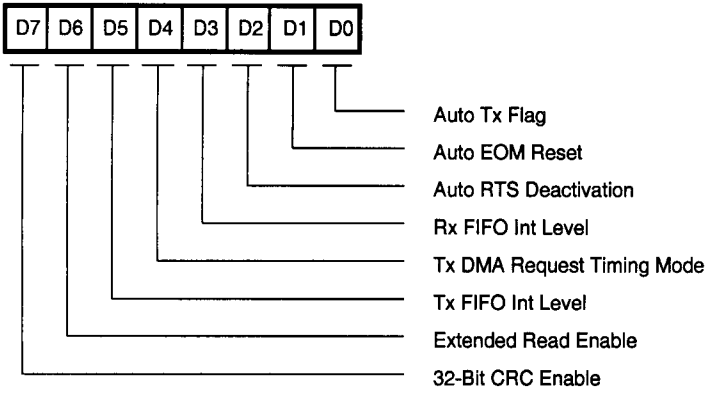 D7 D6 D5 D4 D3 D2 D1 D0
Auto Tx Flag
Auto EOM Reset
Auto RTS Deactivation
Rx FIFO Int Level
Tx DMA Request Timing Mode
Tx FIFO Int Level
Extended Read Enable
32-Bit CRC Enable